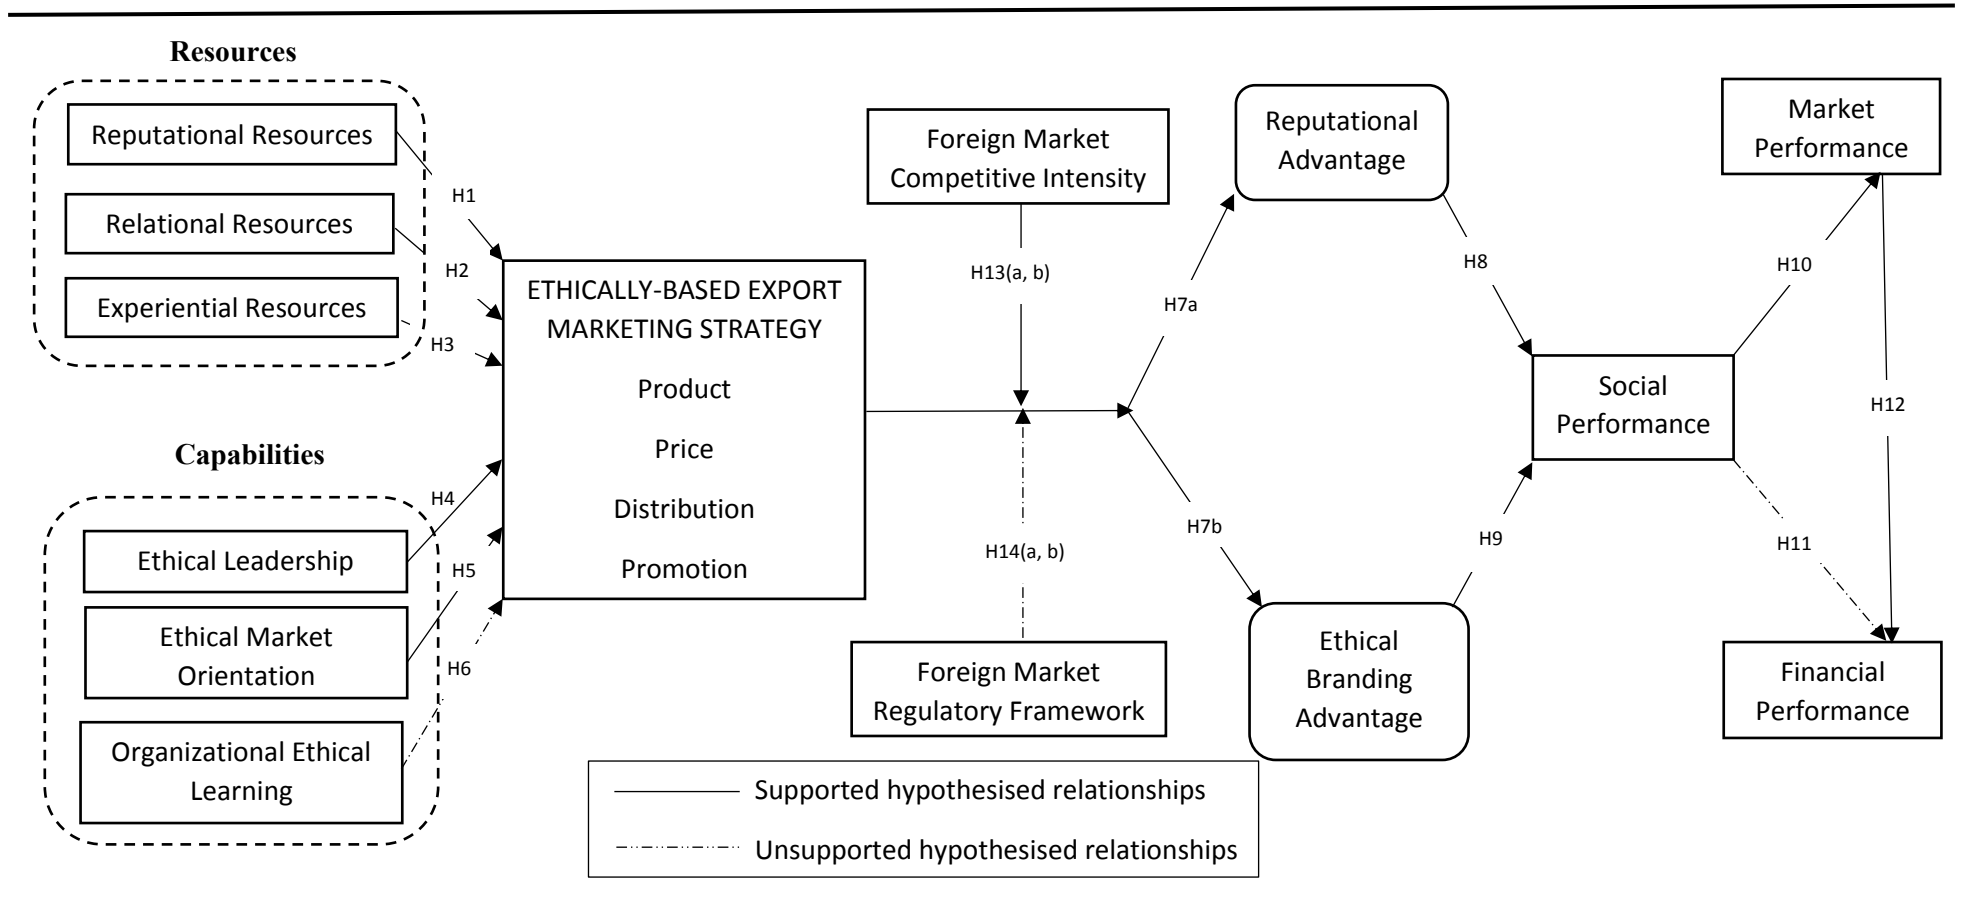 Resources
Reputational Resources
Relational Resources
Experiential Resources
H1
H2
H3
Capabilities
Ethical Leadership
Ethical Market
Orientation
Organizational Ethical
Learning
H4
H5
H6
ETHICALLY-BASED EXPORT
MARKETING STRATEGY
Product
Price
Distribution
Promotion
Foreign Market
Competitive Intensity
H13(a, b)
H14(a, b)
Foreign Market
Regulatory Framework
H7a
H7b
Reputational
Advantage
Ethical
Branding
Advantage
H8
H9
Social
Performance
H10
H11
Market
Performance
H12
Financial
Performance
Supported hypothesised relationships
Unsupported hypothesised relationships